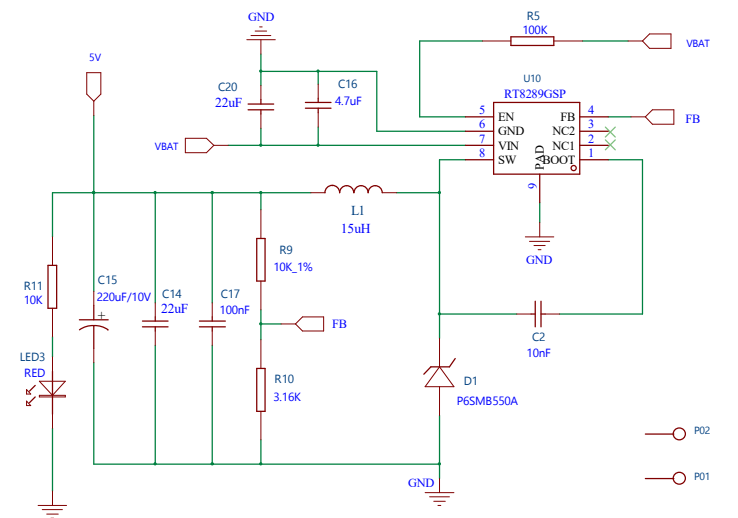 GND
R5
100K
VBAT
5V
C20
22uF
C16
4.7uF
U10
RT8289GSP
5
EN
FB
4
FB
6
GND
NC2
3
VBAT
7
VIN
NC1
2
8
SW
PAD
BOOT
1
9
GND
L1
15uH
R9
10K_1%
R11
10K
C15
220uF/10V
+
C14
22uF
C17
100nF
FB
C2
10nF
LED3
RED
R10
3.16K
D1
P6SMB550A
P02
P01
GND